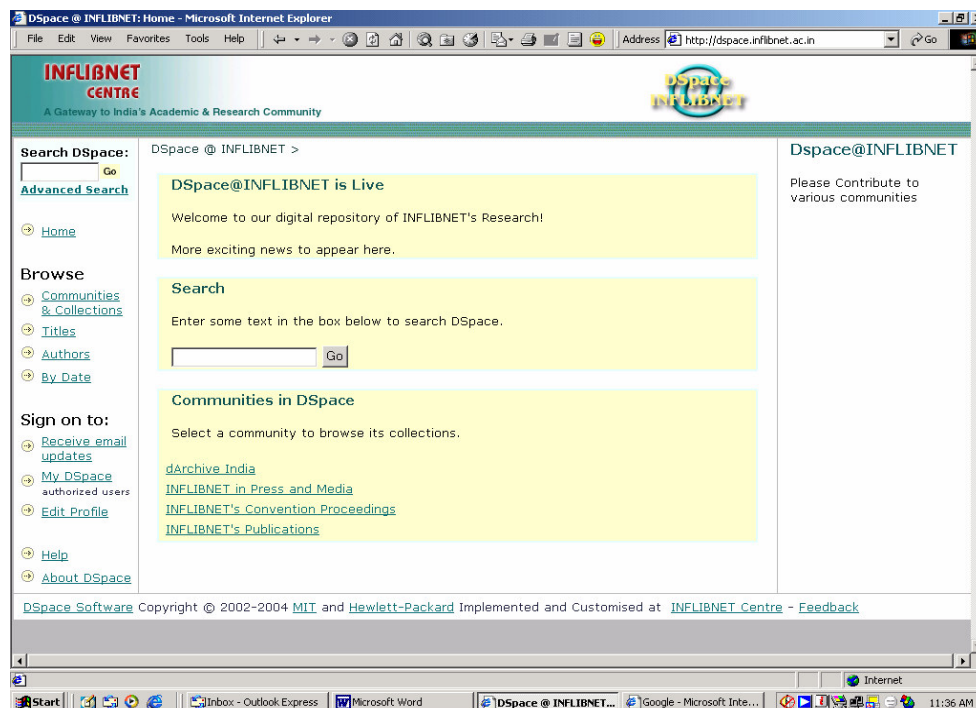 DSpace @ INFLIBNET: Home - Microsoft Internet Explorer
File Edit View Favorites Tools Help
Address http://dspace.inflibnet.ac.in Go
INFLIBNET
CENTRE
A Gateway to India's Academic & Research Community
DSpace
INFLIBNET
Search DSpace:
Go
Advanced Search
Home
Browse
Communities
& Collections
Titles
Authors
By Date
Sign on to:
Receive email
updates
My DSpace
authorized users
Edit Profile
Help
About DSpace
DSpace @ INFLIBNET >
DSpace@INFLIBNET is Live
Welcome to our digital repository of INFLIBNET's Research!
More exciting news to appear here.
Search
Enter some text in the box below to search DSpace.
Go
Communities in DSpace
Select a community to browse its collections.
dArchive India
INFLIBNET in Press and Media
INFLIBNET's Convention Proceedings
INFLIBNET's Publications
Dspace@INFLIBNET
Please Contribute to
various communities
DSpace Software Copyright © 2002-2004 MIT and Hewlett-Packard Implemented and Customised at INFLIBNET Centre - Feedback
Internet
Start Inbox - Outlook Express Microsoft Word DSpace @ INFLIBNET... Google - Microsoft Inte... 11:36 AM